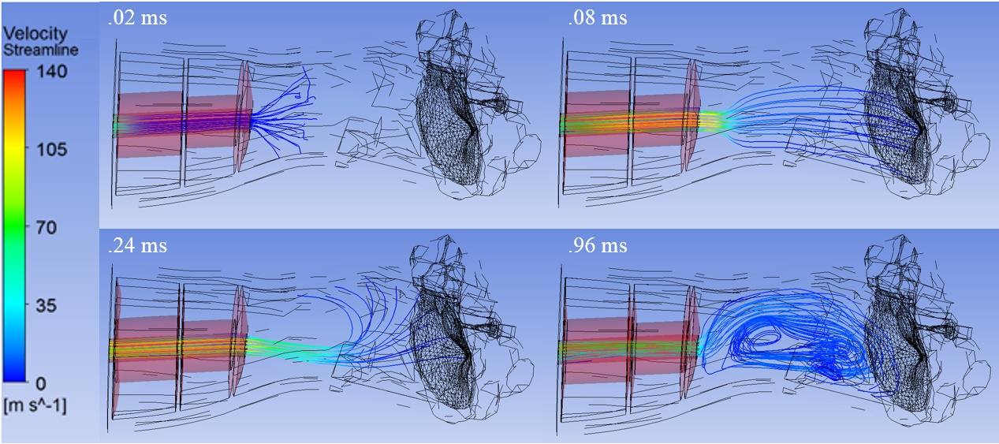 Velocity
Streamline
140
105
70
35
0
[m s^-1]
.02 ms
.08 ms
.24 ms
.96 ms